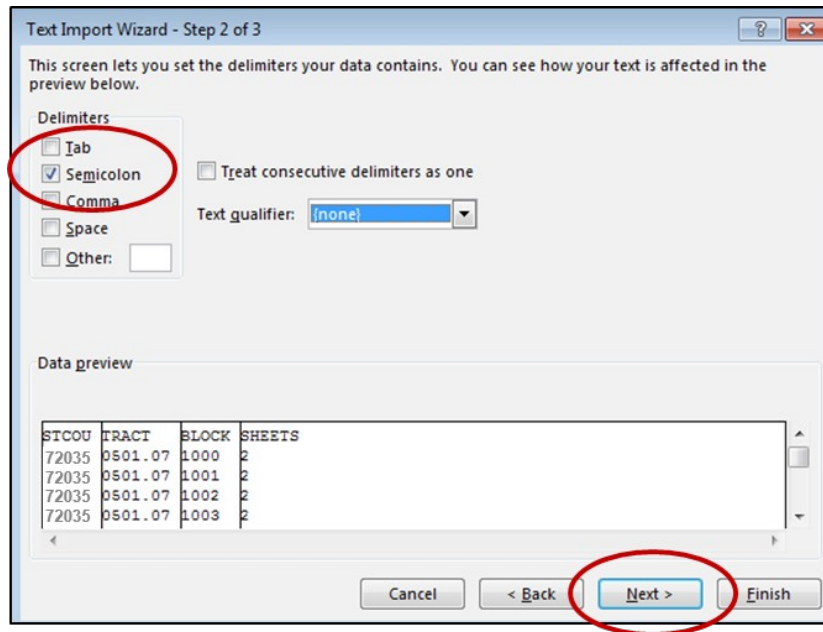 Text Import Wizard - Step 2 of 3
This screen lets you set the delimiters your data contains. You can see how your text is affected in the
preview below.
Delimiters
Tab
Semicolon
Comma
Space
Other:
Treat consecutive delimiters as one
Text qualifier: {none}
Data preview
STCOU TRACT BLOCK SHEETS
72035 0501.07 1000 2
72035 0501.07 1001 2
72035 0501.07 1002 2
72035 0501.07 1003 2
Cancel < Back Next > Finish